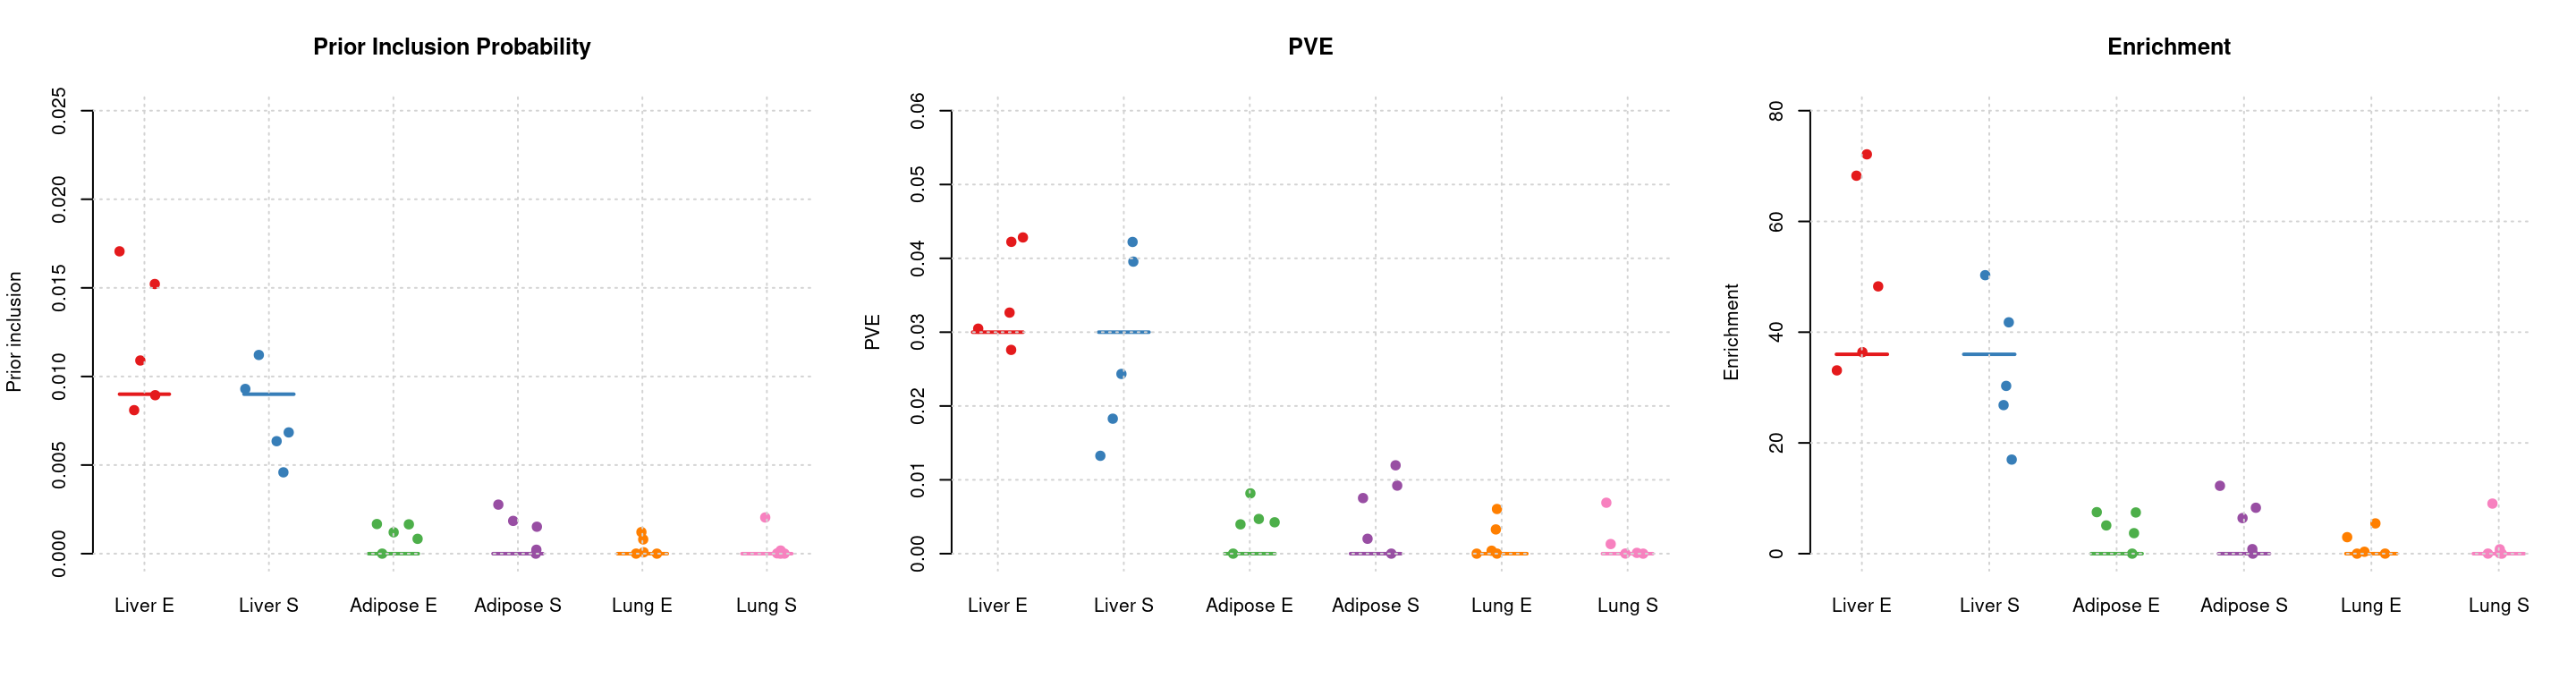 Prior Inclusion Probability
Prior inclusion
0.025
0.020
0.015
0.010
0.005
0.000
Liver E Liver S Adipose E Adipose S Lung E Lung S
PVE
PVE
0.06
0.05
0.04
0.03
0.02
0.01
0.00
Liver E Liver S Adipose E Adipose S Lung E Lung S
Enrichment
Enrichment
80
60
40
20
0
Liver E Liver S Adipose E Adipose S Lung E Lung S